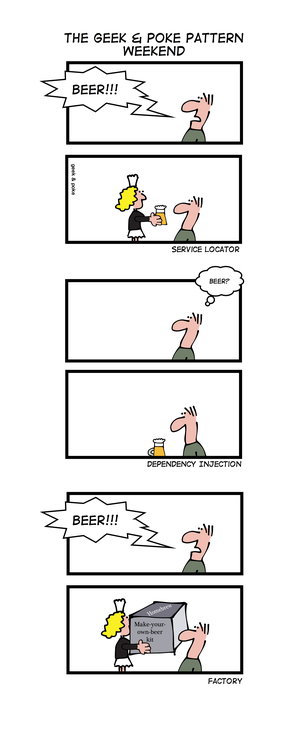 THE GEEK & POKE PATTERN
WEEKEND
BEER!!!
geek & poke
SERVICE LOCATOR
BEER?
DEPENDENCY INJECTION
BEER!!!
Homebrew
Make-your-
own-beer
kit
FACTORY